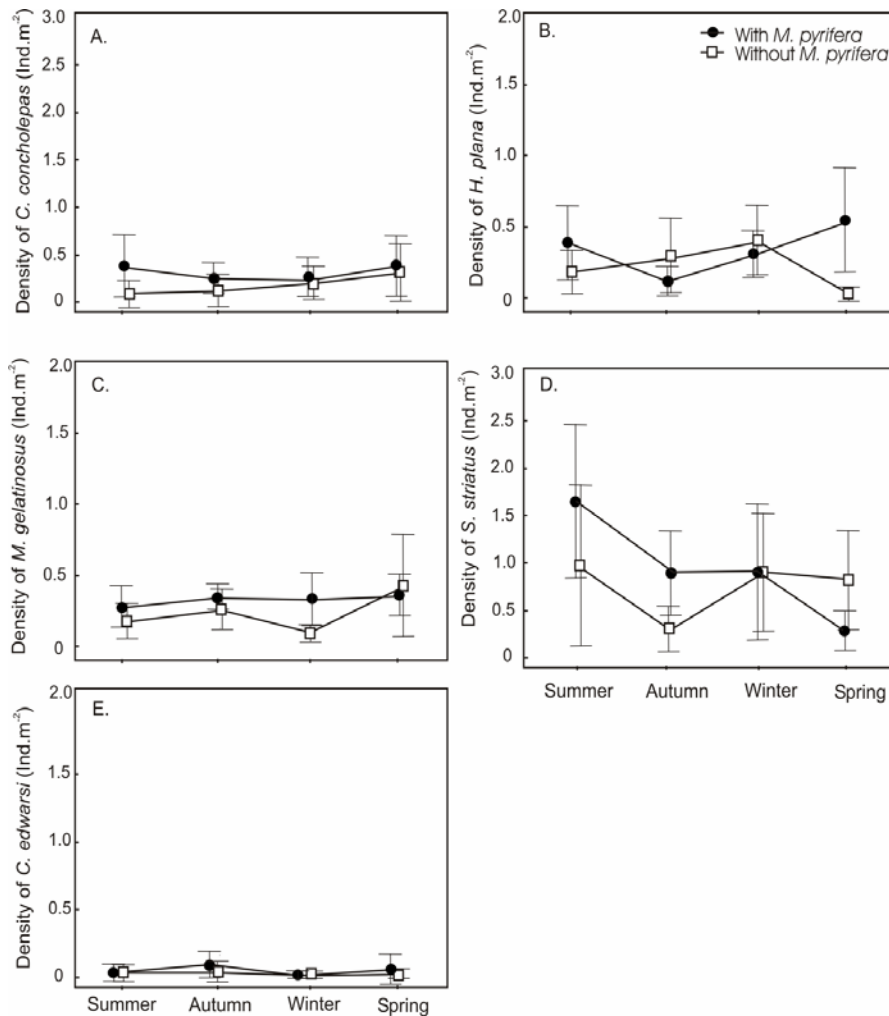 A.
3.0
2.5
2.0
1.5
1.0
0.5
0
Density of C. concholepas (Ind.m-2)
B.
With M. pyrifera
Without M. pyrifera
2.0
1.0
0.5
0
Density of H. plana (Ind.m-2)
C.
2.0
1.5
1.0
0.5
0
Density of M. gelatinosus (Ind.m-2)
D.
3.0
2.5
2.0
1.5
1.0
0.5
0
Density of S. striatus (Ind.m-2)
Summer Autumn Winter Spring
E.
2.0
1.5
1.0
0.5
0
Density of C. edwarsi (Ind.m-2)
Summer Autumn Winter Spring